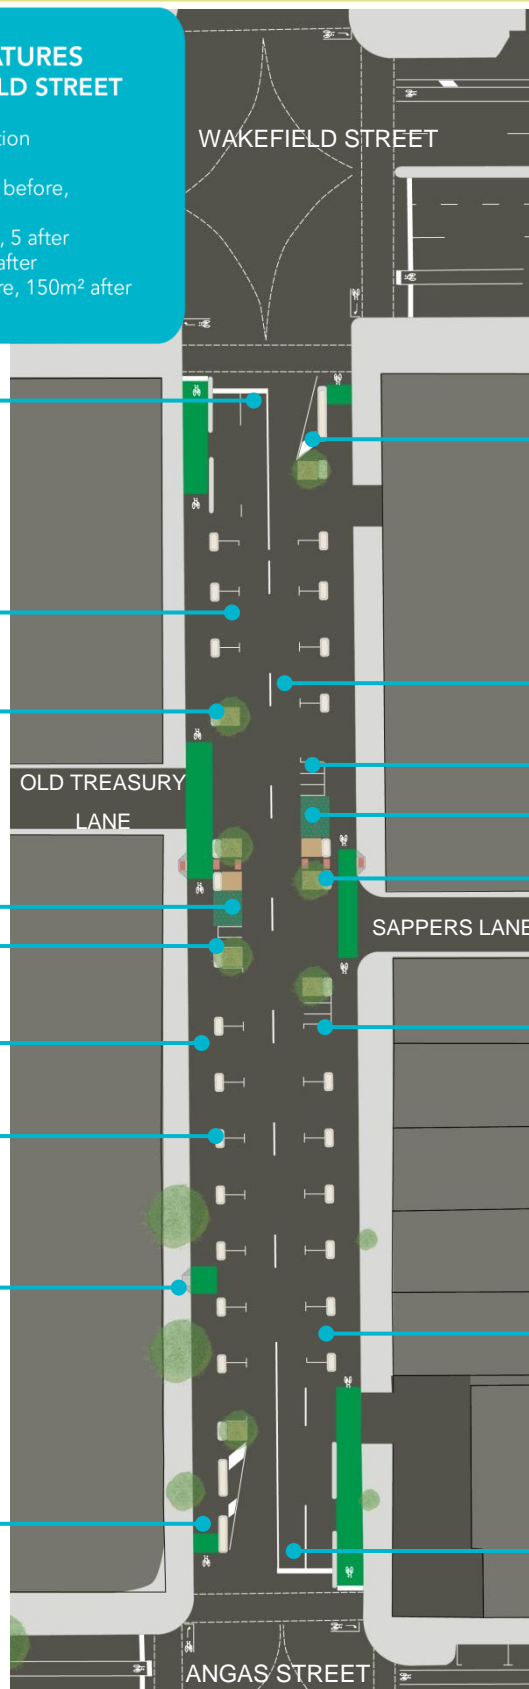 ATURES
LD STREET
tion
before,
, 5 after
after
re, 150m² after
WAKEFIELD STREET
OLD TREASURY
LANE
SAPPERS LANE
ANGAS STREET